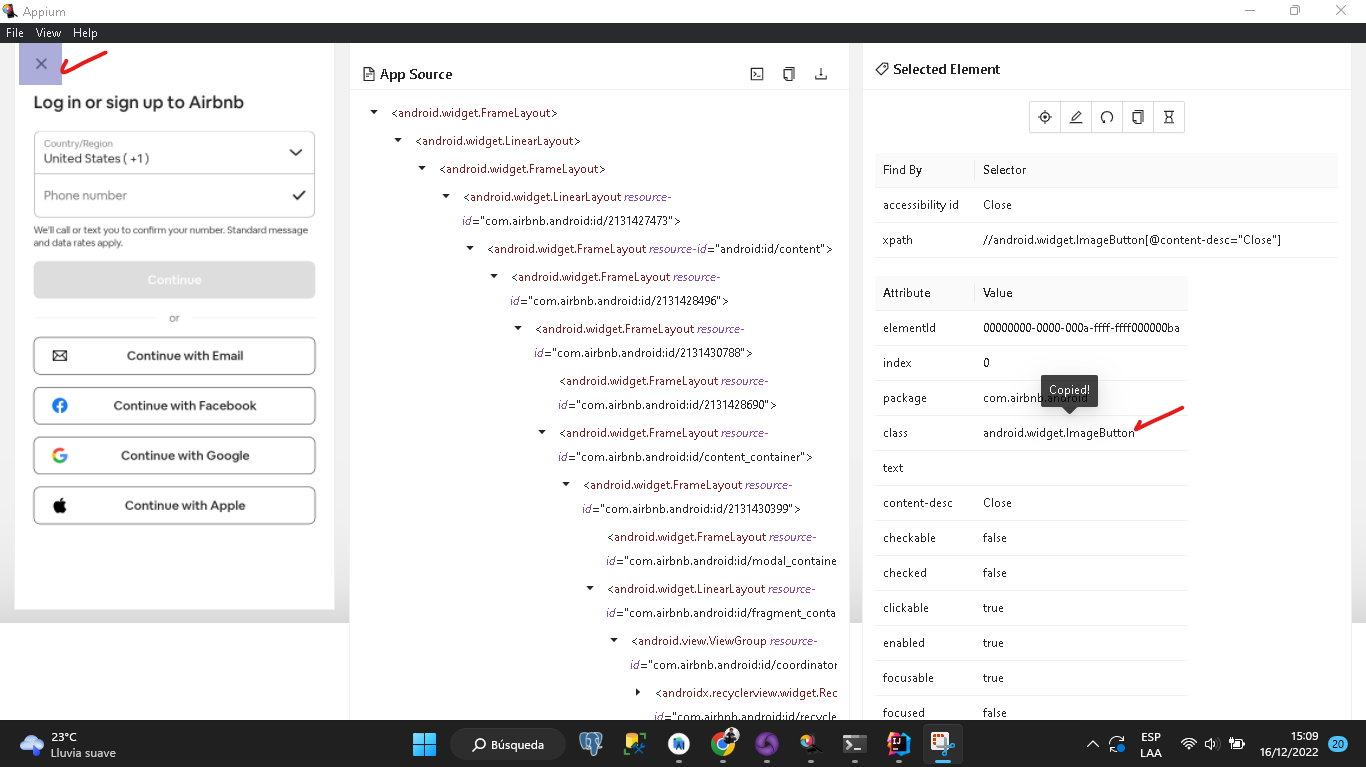 Appium
File View Help
Log in or sign up to Airbnb
Country/Region
United States ( +1 )
Phone number
We'll call or text you to confirm your number. Standard message
and data rates apply.
Continue
or
Continue with Email
Continue with Facebook
Continue with Google
Continue with Apple
App Source
<android.widget.FrameLayout>
<android.widget.LinearLayout>
<android.widget.FrameLayout>
<android.widget.LinearLayout resource-
id="com.airbnb.android:id/2131427473">
<android.widget.FrameLayout resource-id="android:id/content">
<android.widget.FrameLayout resource-
id="com.airbnb.android:id/2131428496">
<android.widget.FrameLayout resource-
id="com.airbnb.android:id/2131430788">
<android.widget.FrameLayout resource-
id="com.airbnb.android:id/2131428690">
<android.widget.FrameLayout resource-
id="com.airbnb.android:id/content_container">
<android.widget.FrameLayout resource-
id="com.airbnb.android:id/2131430399">
<android.widget.FrameLayout resource-
id="com.airbnb.android:id/modal_containe
<android.widget.LinearLayout resource-
id="com.airbnb.android:id/fragment_conta
<android.view.ViewGroup resource-
id="com.airbnb.android:id/coordinator
<androidx.recyclerview.widget.Rec
id="com.airbnb.android:id/recycle
Selected Element
Find By Selector
accessibility id Close
xpath //android.widget.ImageButton[@content-desc="Close"]
Attribute Value
elementId 00000000-0000-000a-ffff-ffff000000ba
index 0
Copied!
package com.airbnb.android
class android.widget.ImageButton
text
content-desc Close
checkable false
checked false
clickable true
enabled true
focusable true
focused false
23°C
Lluvia suave
Búsqueda
ESP
LAA
15:09
16/12/2022
20